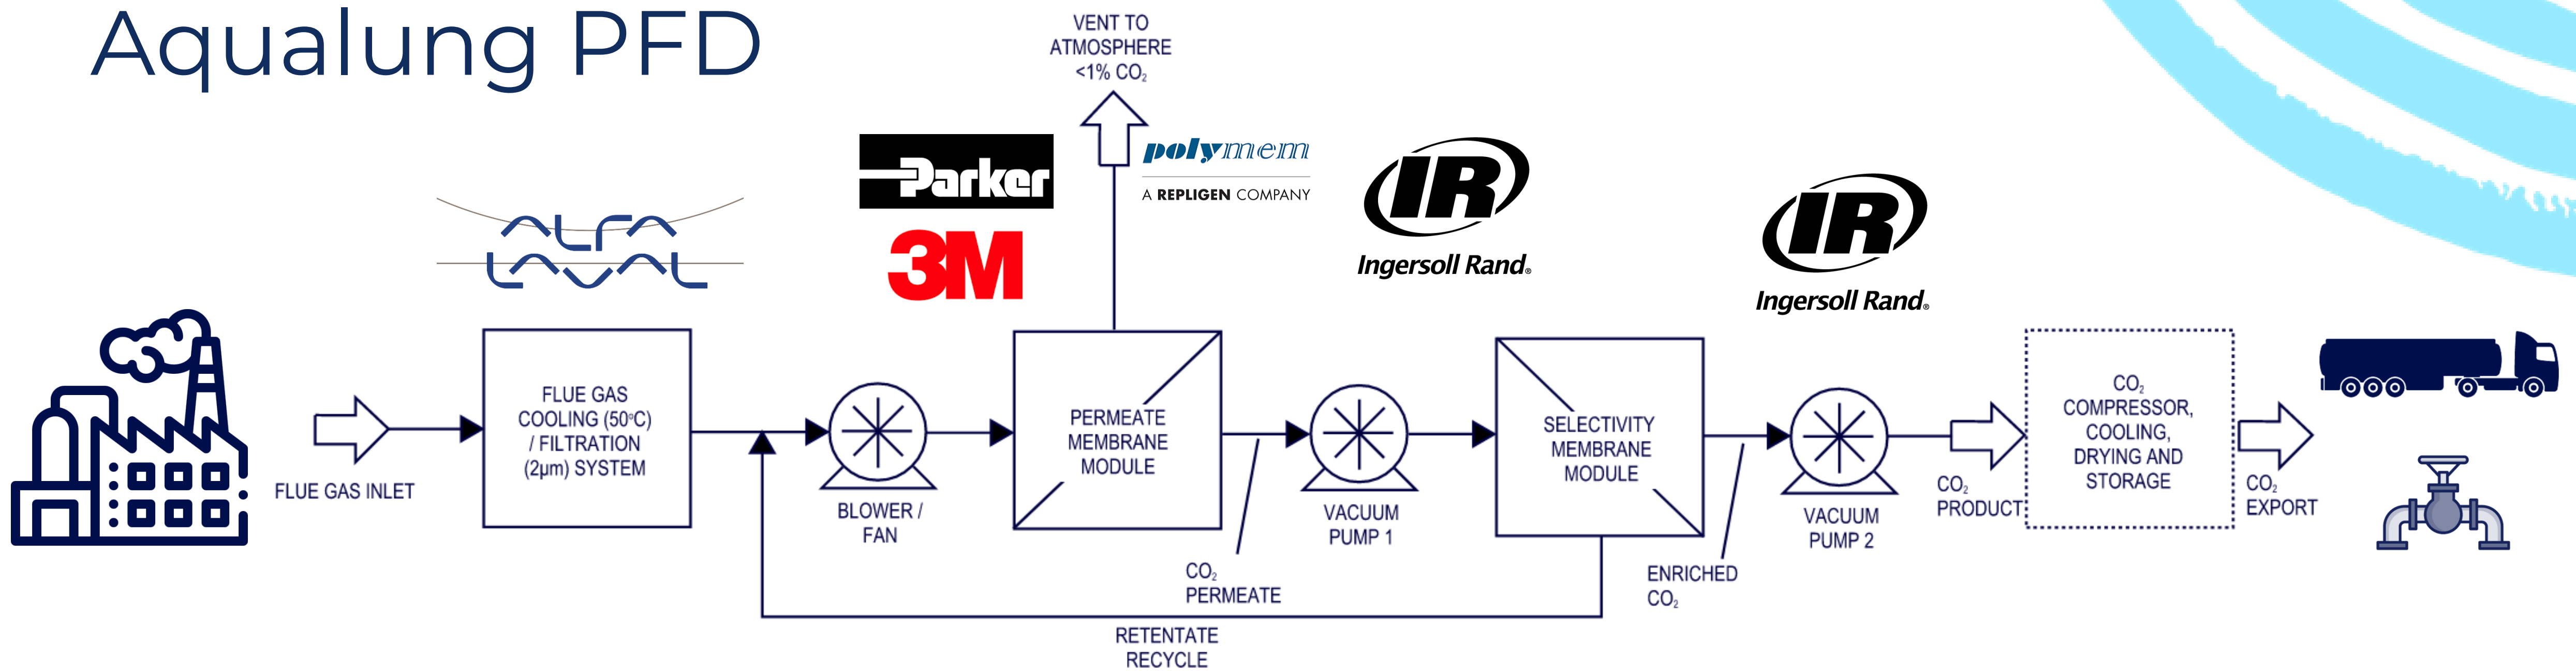 Aqualung PFD
VENT TO
ATMOSPHERE
<1% CO₂
ALFA
LAVAL
Parker
3M
polymem
A REPLIGEN COMPANY
IR
Ingersoll Rand®
IR
Ingersoll Rand®
FLUE GAS INLET
FLUE GAS
COOLING (50°C)
/ FILTRATION
(2µm) SYSTEM
BLOWER /
FAN
PERMEATE
MEMBRANE
MODULE
CO₂
PERMEATE
VACUUM
PUMP 1
SELECTIVITY
MEMBRANE
MODULE
ENRICHED
CO₂
VACUUM
PUMP 2
CO₂
PRODUCT
CO₂
COMPRESSOR,
COOLING,
DRYING AND
STORAGE
CO₂
EXPORT
RETENTATE
RECYCLE